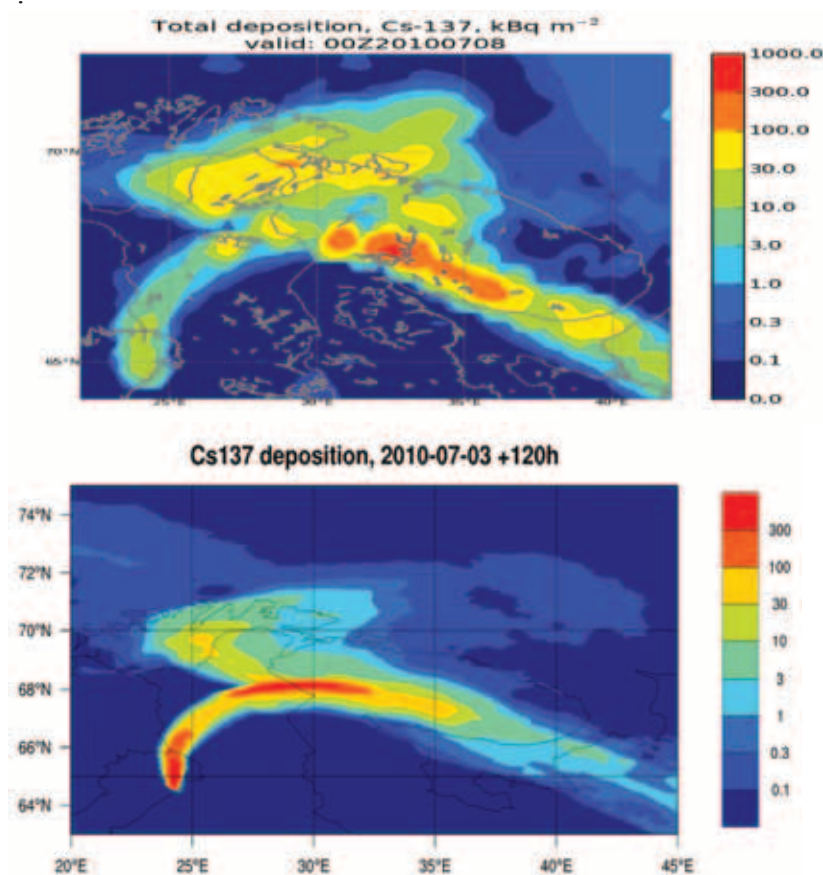 Total deposition, Cs-137, kBq m⁻²
valid: 00Z20100708
1000.0
300.0
100.0
30.0
10.0
3.0
1.0
0.3
0.1
0.0
70°N
65°N
25°E
30°E
35°E
40°E
Cs137 deposition, 2010-07-03 +120h
74°N
72°N
70°N
68°N
66°N
64°N
20°E
25°E
30°E
35°E
40°E
45°E
300
100
30
10
3
1
0.3
0.1